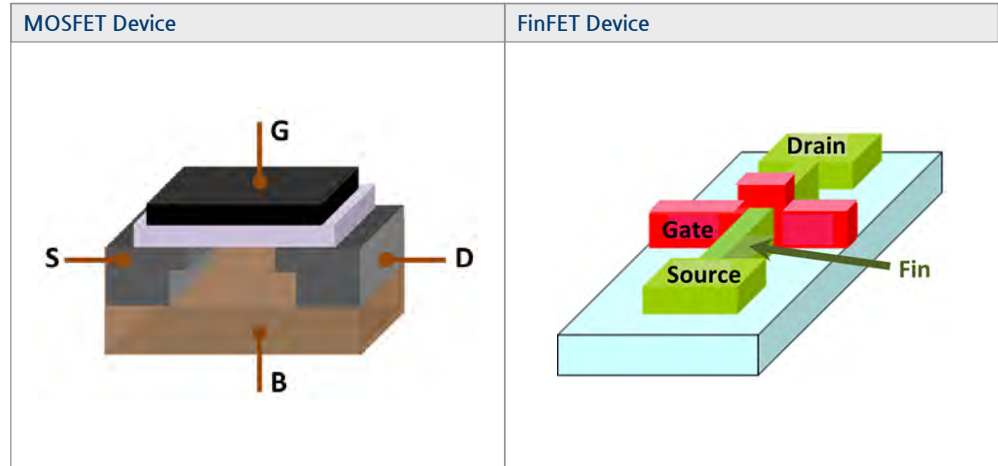 MOSFET Device
FinFET Device
G
S
D
B
Drain
Gate
Source
Fin